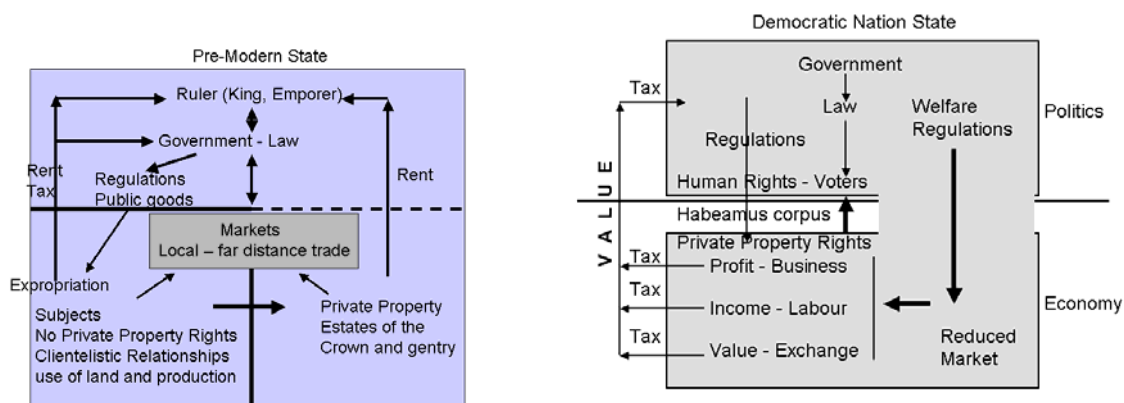 Pre-Modern State
Ruler (King, Emporer)
Government - Law
Rent
Tax
Regulations
Public goods
Rent
Markets
Local – far distance trade
Expropriation
Subjects
No Private Property Rights
Clientelistic Relationships
use of land and production
Private Property
Estates of the
Crown and gentry
Democratic Nation State
Government
Tax
Law
Welfare
Regulations
Politics
Regulations
Human Rights - Voters
VALUE
Habeamus corpus
Private Property Rights
Tax
Profit - Business
Tax
Income - Labour
Economy
Tax
Value - Exchange
Reduced
Market